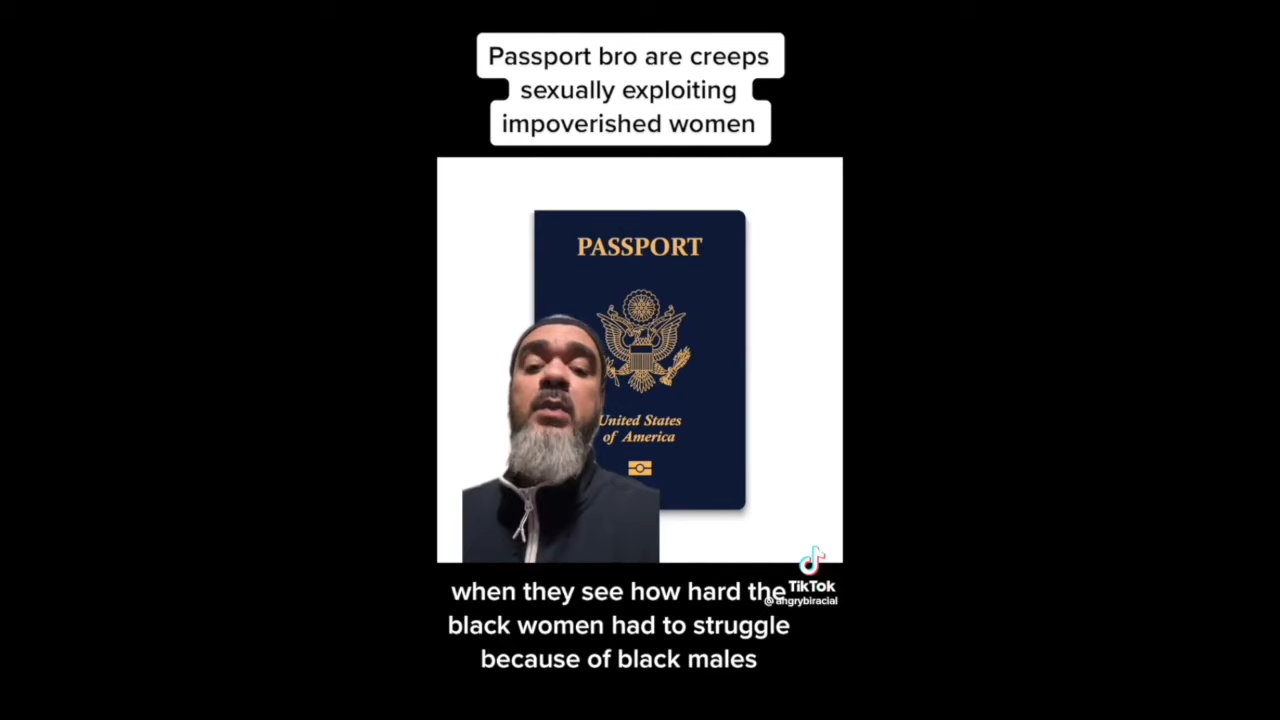 Passport bro are creeps
sexually exploiting
impoverished women
PASSPORT
United States
of America
TikTok
@angrybiracial
when they see how hard the
black women had to struggle
because of black males